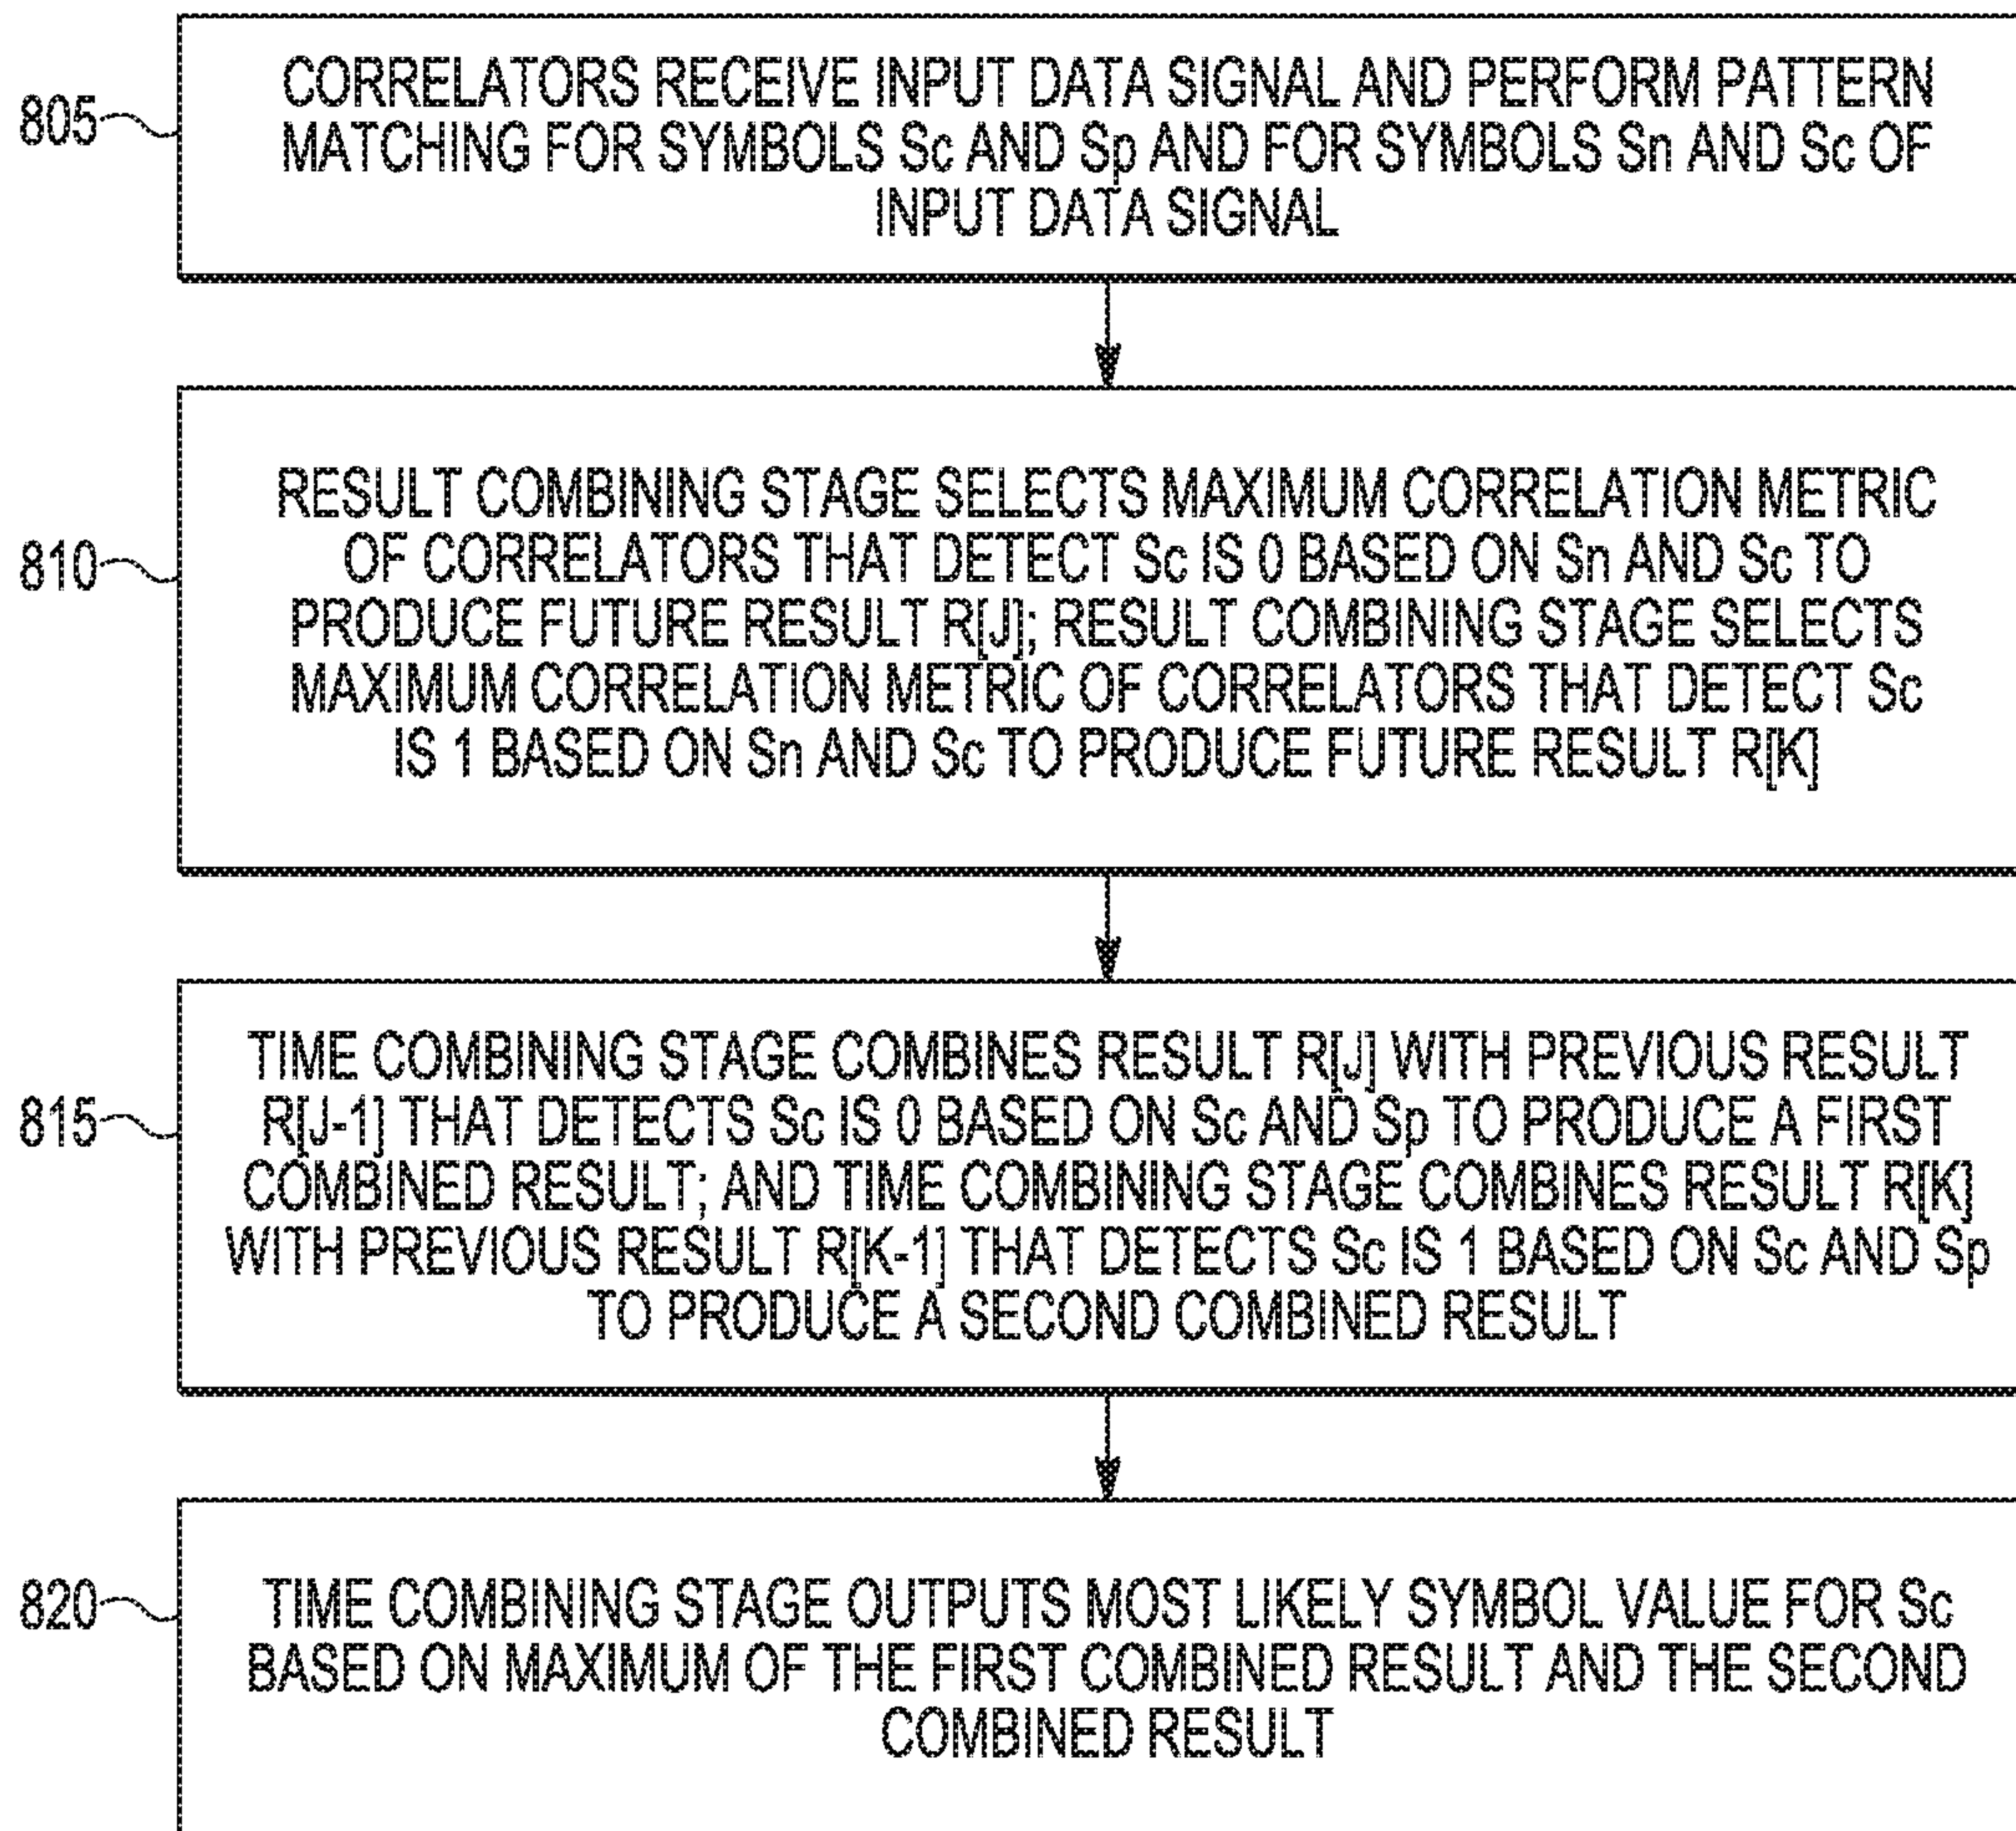 805
CORRELATORS RECEIVE INPUT DATA SIGNAL AND PERFORM PATTERN
MATCHING FOR SYMBOLS Sc AND Sp AND FOR SYMBOLS Sn AND Sc OF
INPUT DATA SIGNAL
810
RESULT COMBINING STAGE SELECTS MAXIMUM CORRELATION METRIC
OF CORRELATORS THAT DETECT Sc IS 0 BASED ON Sn AND Sc TO
PRODUCE FUTURE RESULT R[J]; RESULT COMBINING STAGE SELECTS
MAXIMUM CORRELATION METRIC OF CORRELATORS THAT DETECT Sc
IS 1 BASED ON Sn AND Sc TO PRODUCE FUTURE RESULT R[K]
815
TIME COMBINING STAGE COMBINES RESULT R[J] WITH PREVIOUS RESULT
R[J-1] THAT DETECTS Sc IS 0 BASED ON Sc AND Sp TO PRODUCE A FIRST
COMBINED RESULT; AND TIME COMBINING STAGE COMBINES RESULT R[K]
WITH PREVIOUS RESULT R[K-1] THAT DETECTS Sc IS 1 BASED ON Sc AND Sp
TO PRODUCE A SECOND COMBINED RESULT
820
TIME COMBINING STAGE OUTPUTS MOST LIKELY SYMBOL VALUE FOR Sc
BASED ON MAXIMUM OF THE FIRST COMBINED RESULT AND THE SECOND
COMBINED RESULT